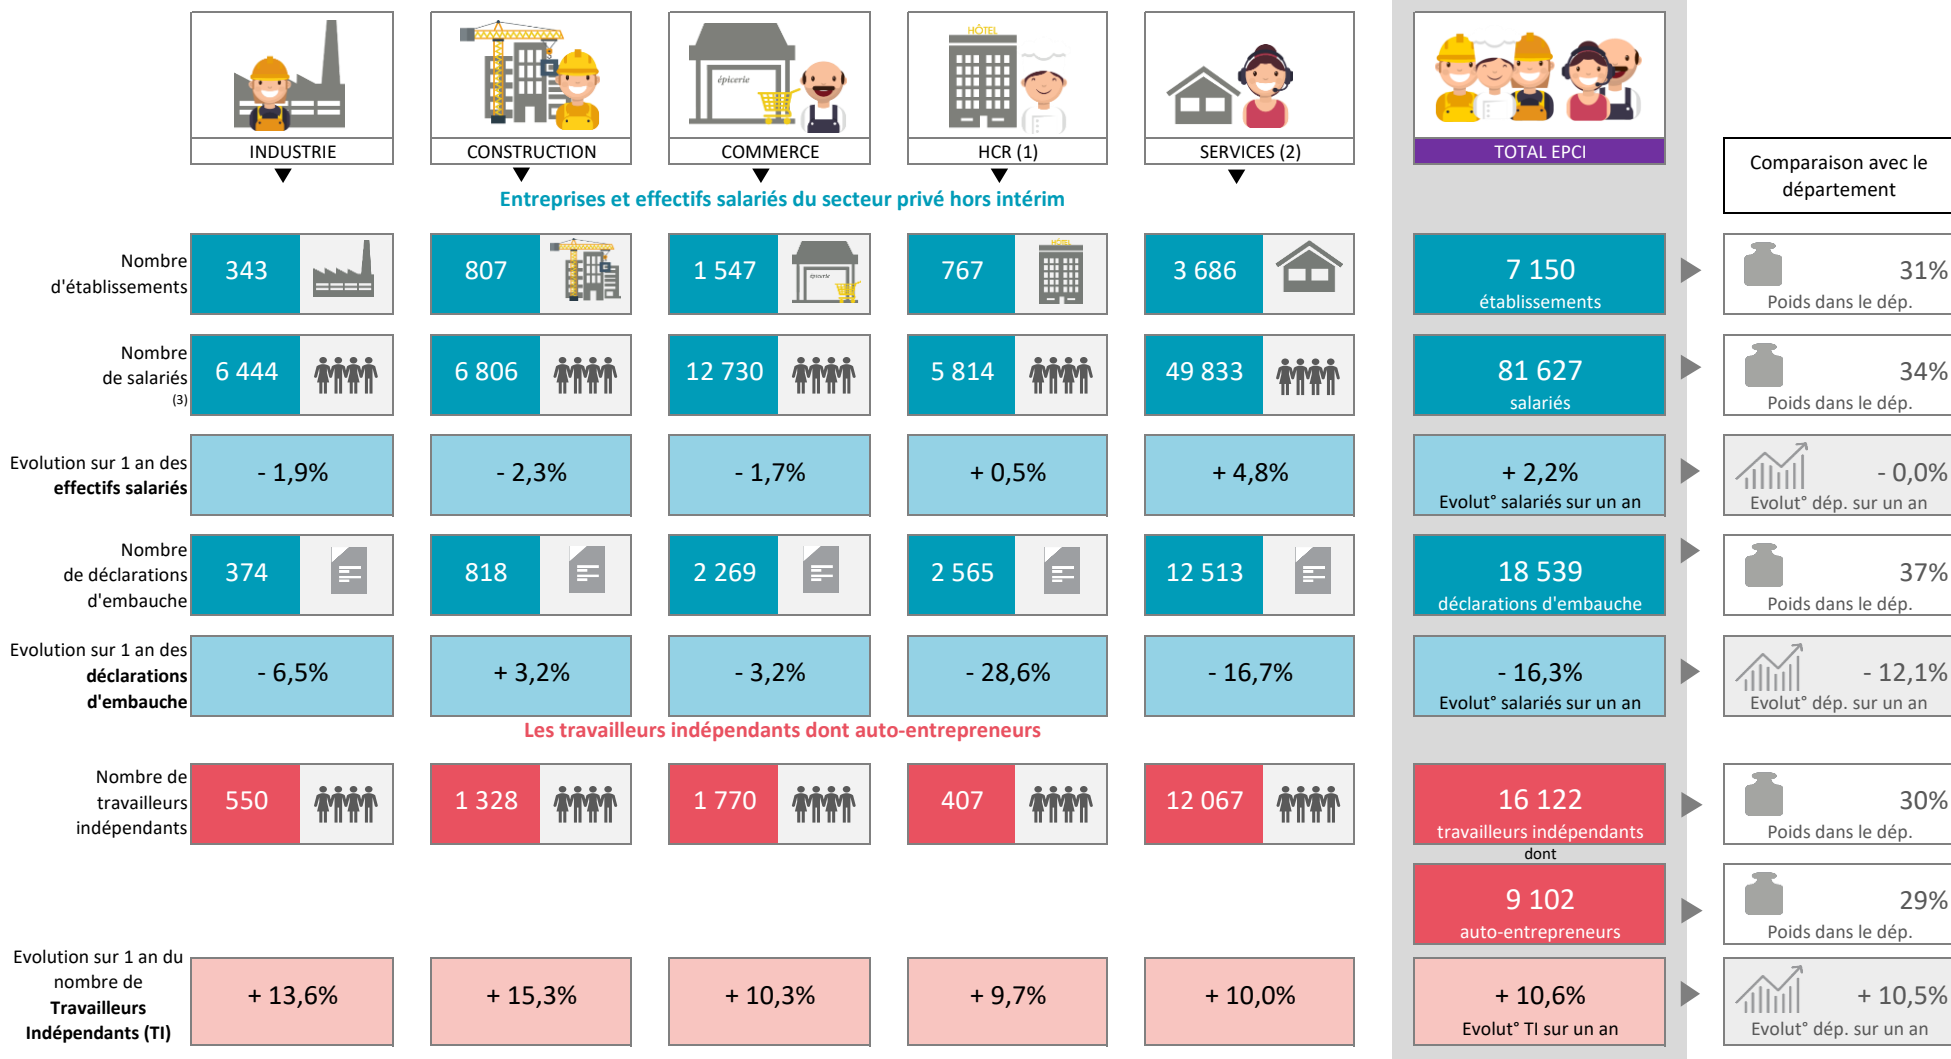 HÔTEL
épicerie
INDUSTRIE
CONSTRUCTION
COMMERCE
HCR (1)
SERVICES (2)
TOTAL EPCI
Comparaison avec le
département
Entreprises et effectifs salariés du secteur privé hors intérim
Nombre
d'établissements
343
807
1 547
épicerie
767
HÔTEL
3 686
7 150
établissements
31%
Poids dans le dép.
Nombre
de salariés
(3)
6 444
6 806
12 730
5 814
49 833
81 627
salariés
34%
Poids dans le dép.
Evolution sur 1 an des
effectifs salariés
- 1,9%
- 2,3%
- 1,7%
+ 0,5%
+ 4,8%
+ 2,2%
Evolut° salariés sur un an
- 0,0%
Evolut° dép. sur un an
Nombre
de déclarations
d'embauche
374
818
2 269
2 565
12 513
18 539
déclarations d'embauche
37%
Poids dans le dép.
Evolution sur 1 an des
déclarations
d'embauche
- 6,5%
+ 3,2%
- 3,2%
- 28,6%
- 16,7%
- 16,3%
Evolut° salariés sur un an
- 12,1%
Evolut° dép. sur un an
Les travailleurs indépendants dont auto-entrepreneurs
Nombre de
travailleurs
indépendants
550
1 328
1 770
407
12 067
16 122
travailleurs indépendants
dont
30%
Poids dans le dép.
9 102
auto-entrepreneurs
29%
Poids dans le dép.
Evolution sur 1 an du
nombre de
Travailleurs
Indépendants (TI)
+ 13,6%
+ 15,3%
+ 10,3%
+ 9,7%
+ 10,0%
+ 10,6%
Evolut° TI sur un an
+ 10,5%
Evolut° dép. sur un an